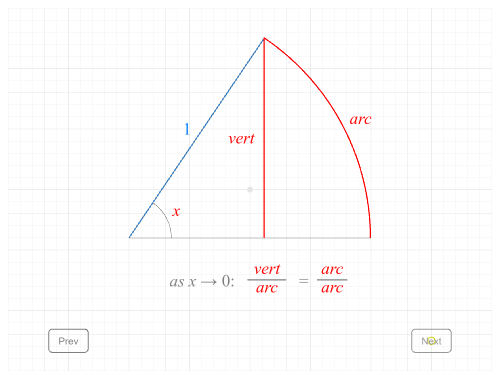 1
vert
arc
x
as x → 0: vert/arc = arc/arc
Prev
Next